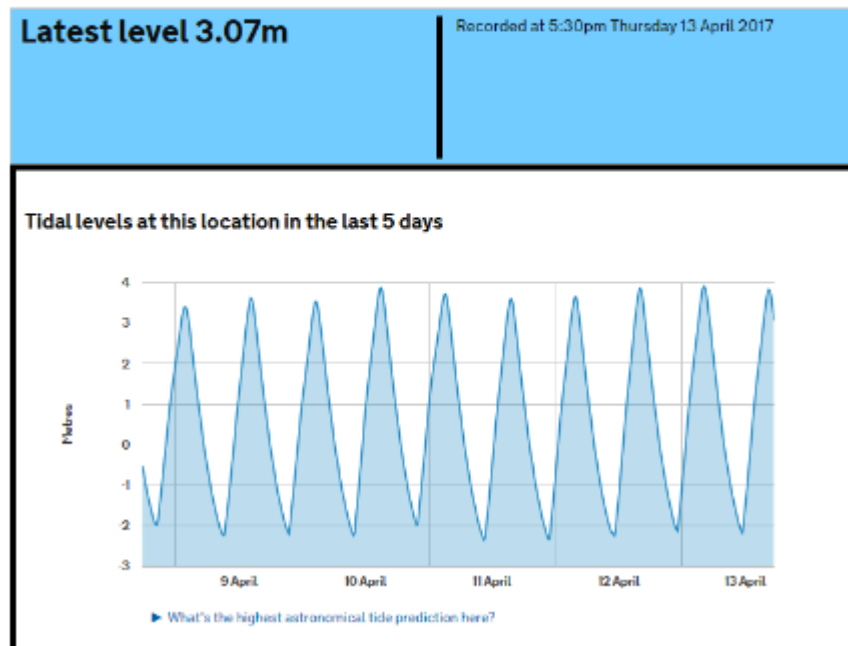 Latest level 3.07m
Recorded at 5:30pm Thursday 13 April 2017
Tidal levels at this location in the last 5 days
4
3
2
1
0
-1
-2
-3
Metres
9 April
10 April
11 April
12 April
13 April
► What's the highest astronomical tide prediction here?